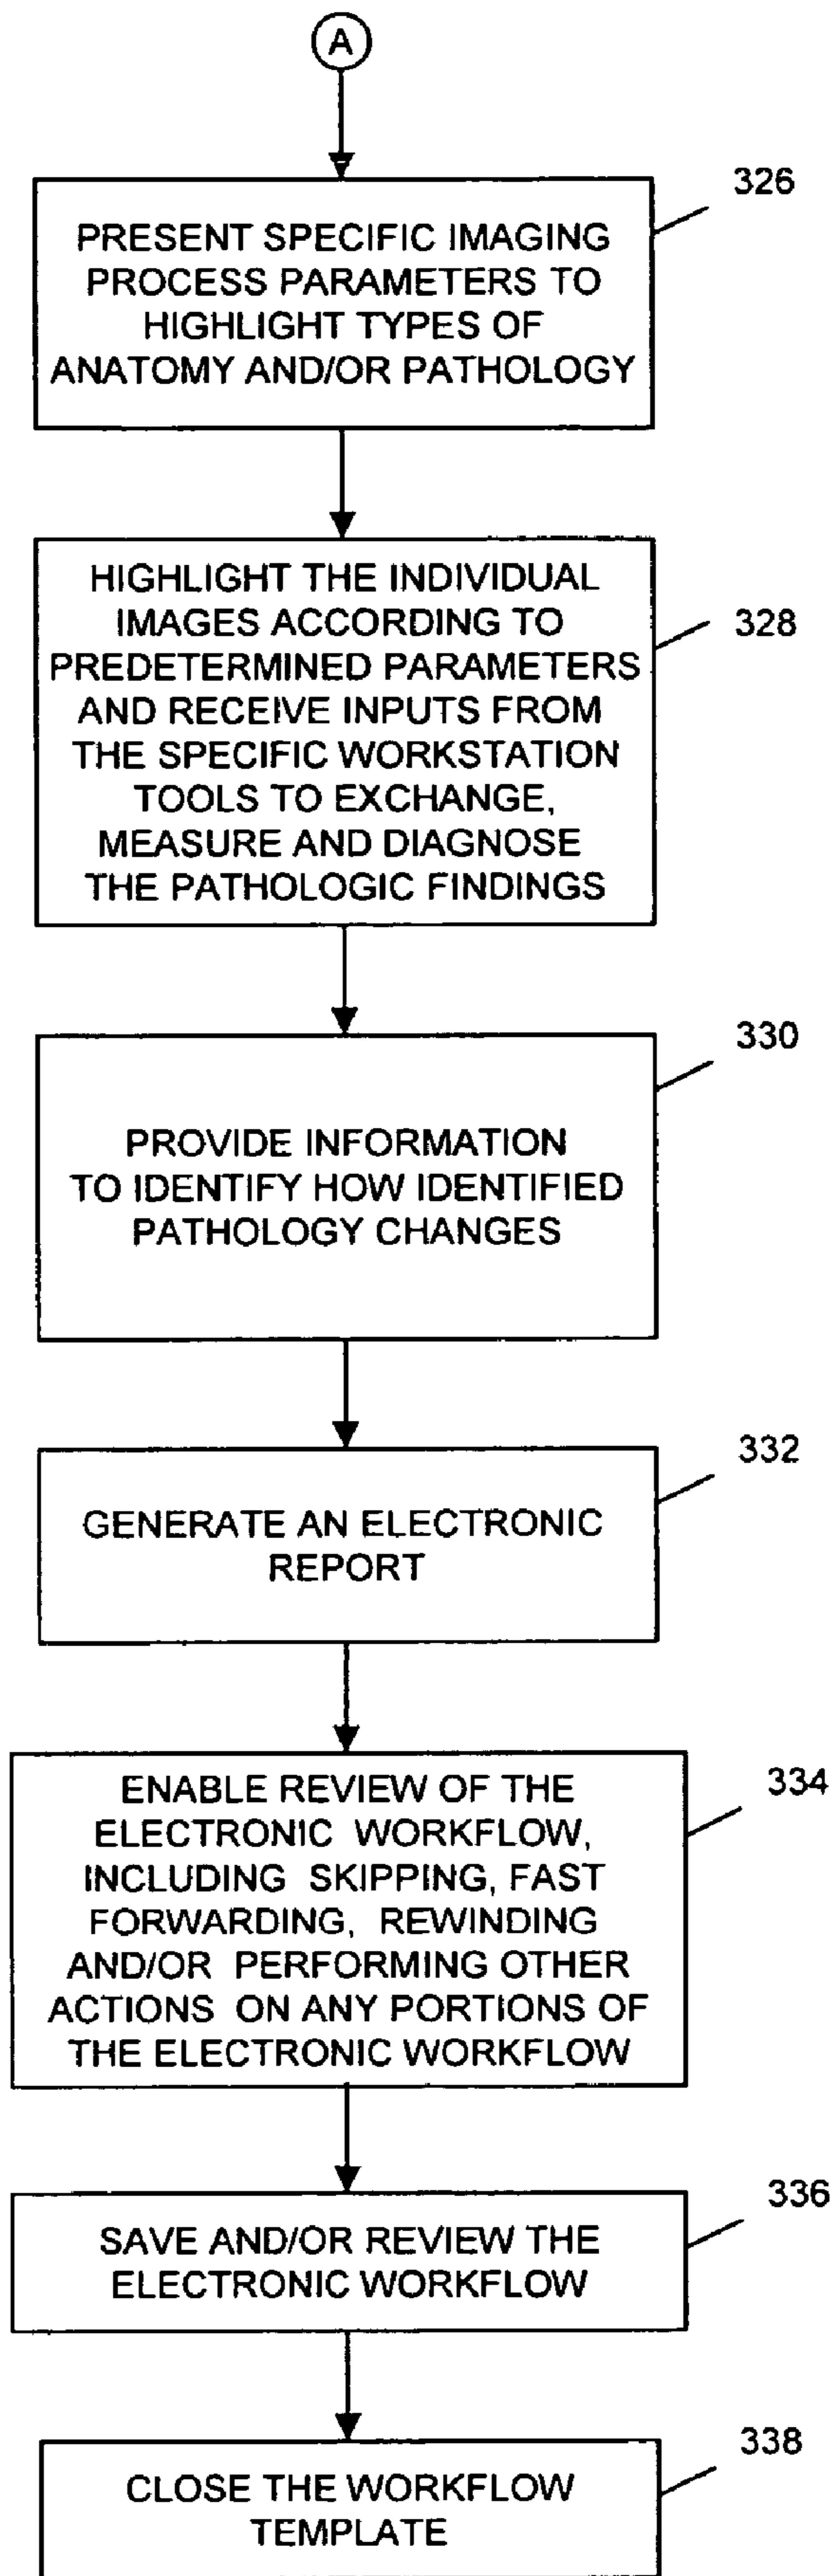 A
326
PRESENT SPECIFIC IMAGING
PROCESS PARAMETERS TO
HIGHLIGHT TYPES OF
ANATOMY AND/OR PATHOLOGY
328
HIGHLIGHT THE INDIVIDUAL
IMAGES ACCORDING TO
PREDETERMINED PARAMETERS
AND RECEIVE INPUTS FROM
THE SPECIFIC WORKSTATION
TOOLS TO EXCHANGE,
MEASURE AND DIAGNOSE
THE PATHOLOGIC FINDINGS
330
PROVIDE INFORMATION
TO IDENTIFY HOW IDENTIFIED
PATHOLOGY CHANGES
332
GENERATE AN ELECTRONIC
REPORT
334
ENABLE REVIEW OF THE
ELECTRONIC WORKFLOW,
INCLUDING SKIPPING, FAST
FORWARDING, REWINDING
AND/OR PERFORMING OTHER
ACTIONS ON ANY PORTIONS OF
THE ELECTRONIC WORKFLOW
336
SAVE AND/OR REVIEW THE
ELECTRONIC WORKFLOW
338
CLOSE THE WORKFLOW
TEMPLATE